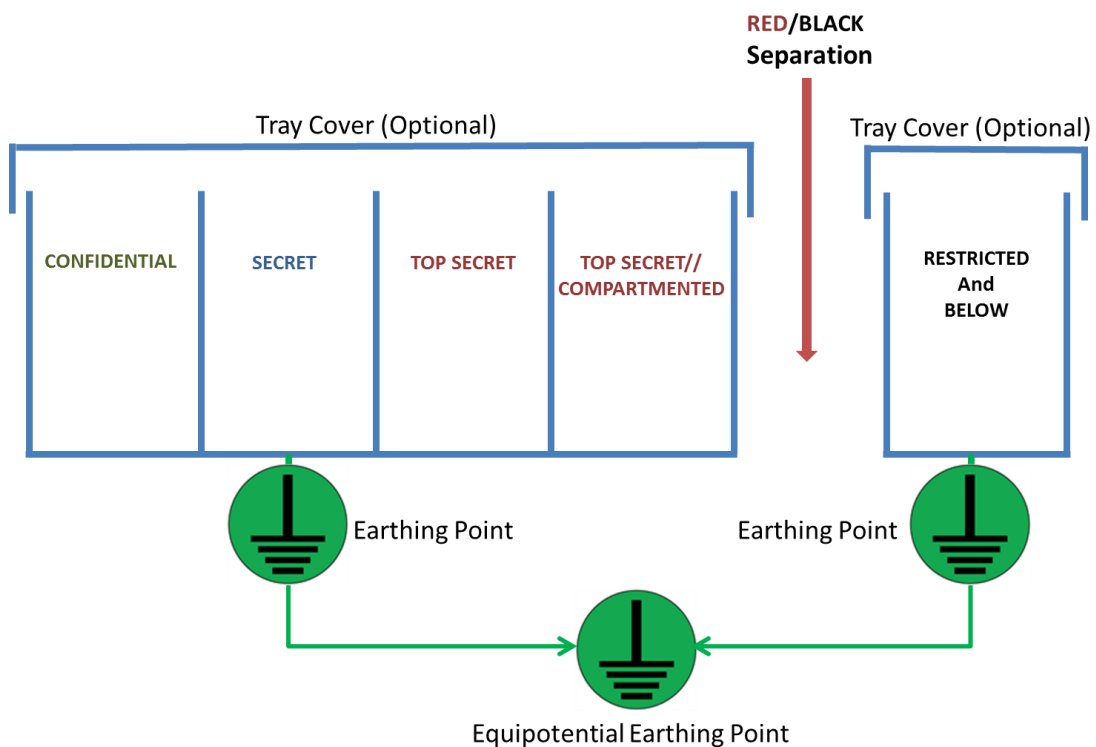 RED/BLACK
Separation
Tray Cover (Optional)
Tray Cover (Optional)
CONFIDENTIAL
SECRET
TOP SECRET
TOP SECRET//
COMPARTMENTED
RESTRICTED
And
BELOW
Earthing Point
Earthing Point
Equipotential Earthing Point